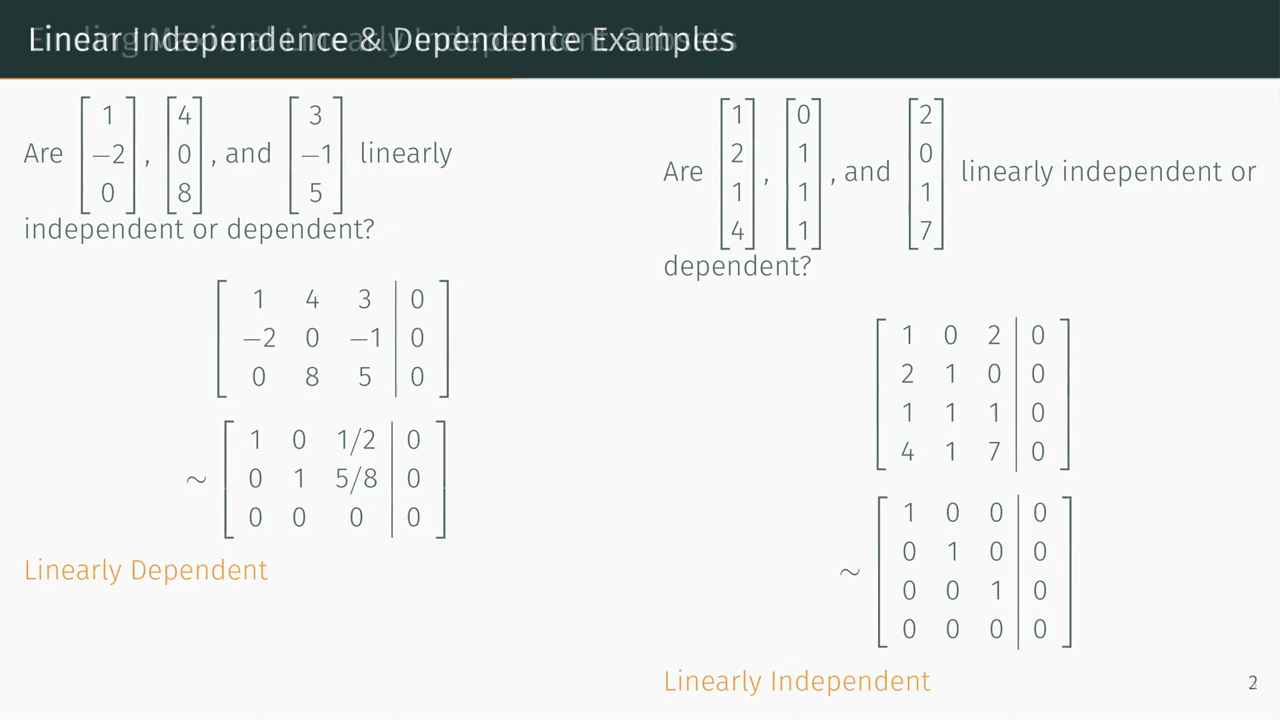 Linear Independence & Dependence Examples
Finding Maximal Linearly Independent Subsets
Are [1 −2 0], [4 0 8], and [3 −1 5] linearly
independent or dependent?
1 4 3 | 0
−2 0 −1 | 0
0 8 5 | 0
∼
1 0 1/2 | 0
0 1 5/8 | 0
0 0 0 | 0
Linearly Dependent
Are [1 2 1 4], [0 1 1 1], and [2 0 1 7] linearly independent or
dependent?
1 0 2 | 0
2 1 0 | 0
1 1 1 | 0
4 1 7 | 0
∼
1 0 0 | 0
0 1 0 | 0
0 0 1 | 0
0 0 0 | 0
Linearly Independent
2